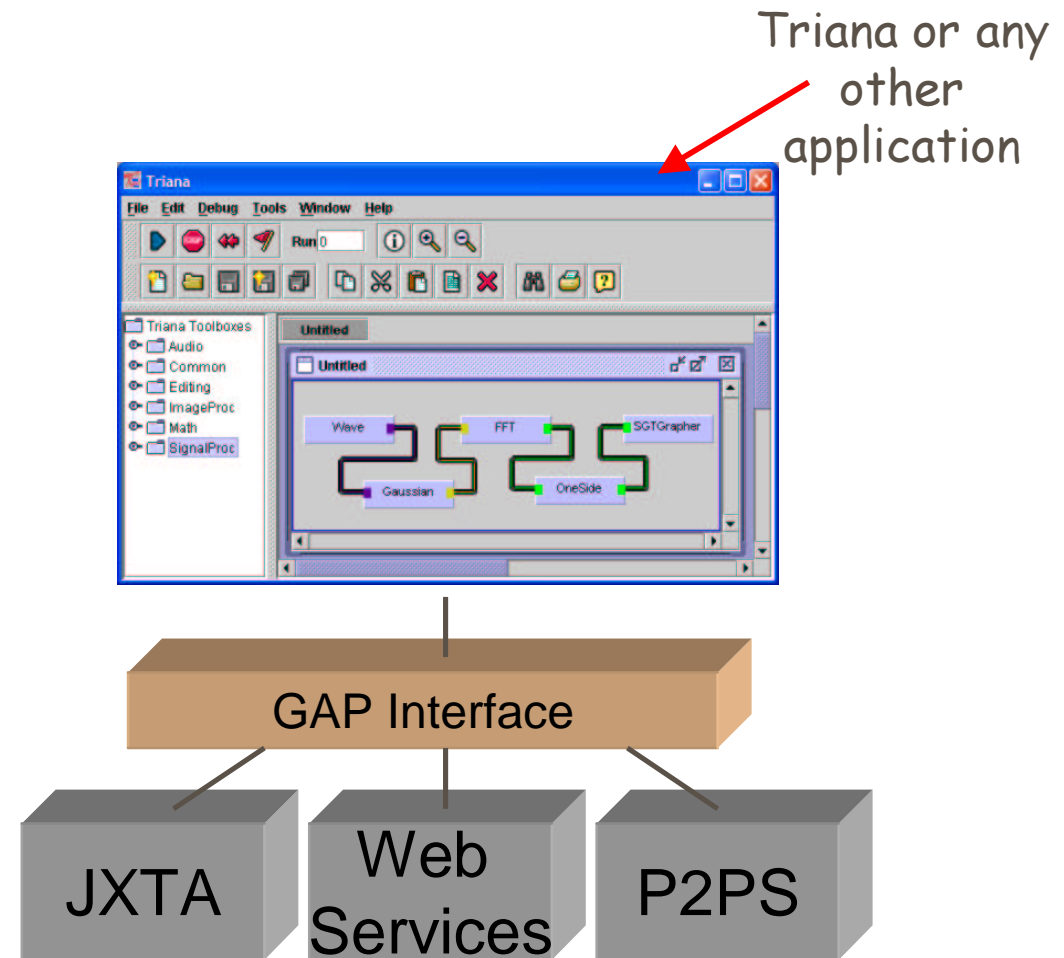 Triana or any
other
application
Triana
File Edit Debug Tools Window Help
STOP
Run 0
Triana Toolboxes
Audio
Common
Editing
ImageProc
Math
SignalProc
Untitled
Untitled
Wave
FFT
SGTGrapher
Gaussian
OneSide
GAP Interface
JXTA
Web
Services
P2PS